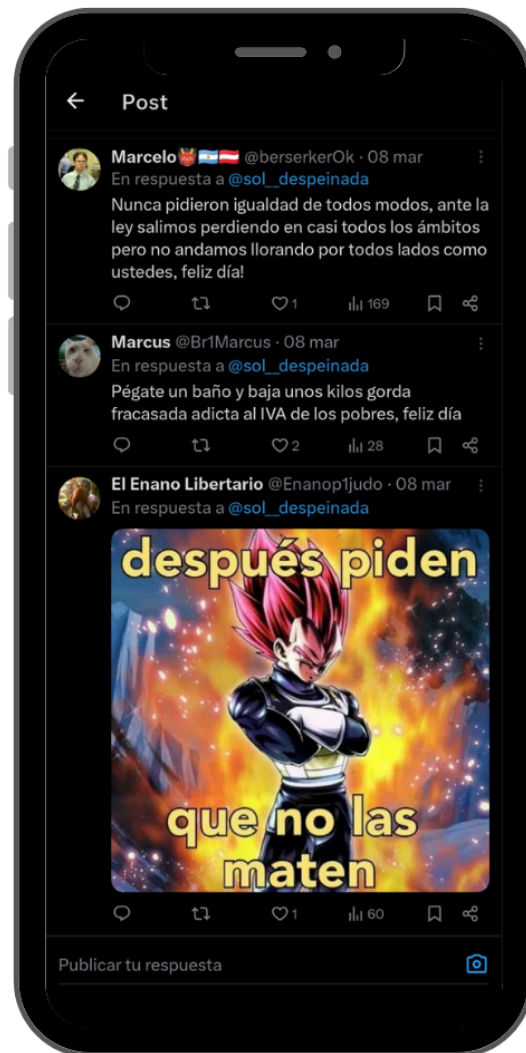 Post
Marcelo👹🇦🇷🇦🇹 @berserkerOk · 08 mar
En respuesta a @sol__despeinada
Nunca pidieron igualdad de todos modos, ante la
ley salimos perdiendo en casi todos los ámbitos
pero no andamos llorando por todos lados como
ustedes, feliz día!
1
169
Marcus @Br1Marcus · 08 mar
En respuesta a @sol__despeinada
Pégate un baño y baja unos kilos gorda
fracasada adicta al IVA de los pobres, feliz día
2
28
El Enano Libertario @Enanop1judo · 08 mar
En respuesta a @sol__despeinada
después piden
que no las
maten
1
60
Publicar tu respuesta